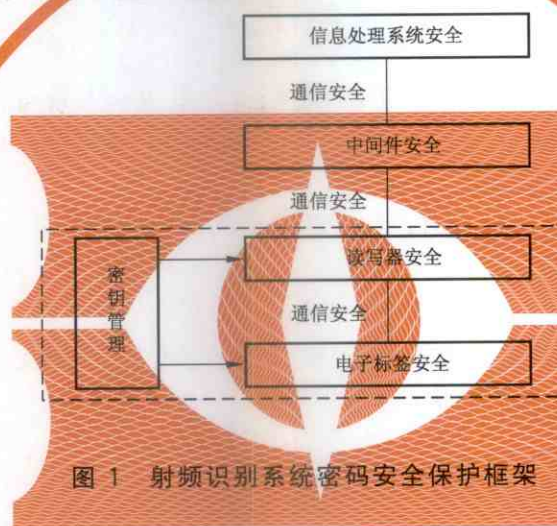 信息处理系统安全
通信安全
中间件安全
通信安全
读写器安全
密钥管理
通信安全
电子标签安全
图 1 射频识别系统密码安全保护框架